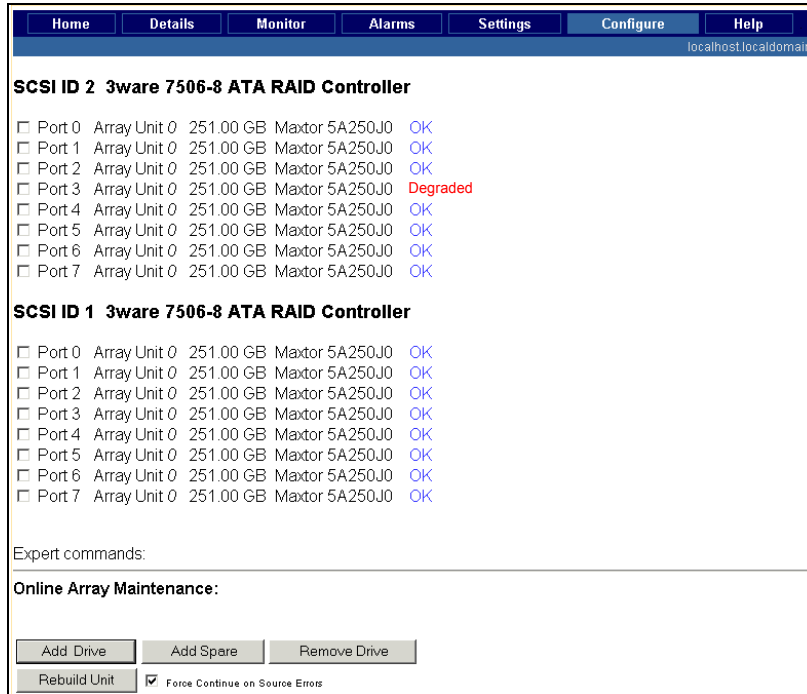 Home Details Monitor Alarms Settings Configure Help
localhost.localdomain
SCSI ID 2 3ware 7506-8 ATA RAID Controller
Port 0 Array Unit 0 251.00 GB Maxtor 5A250J0 OK
Port 1 Array Unit 0 251.00 GB Maxtor 5A250J0 OK
Port 2 Array Unit 0 251.00 GB Maxtor 5A250J0 OK
Port 3 Array Unit 0 251.00 GB Maxtor 5A250J0 Degraded
Port 4 Array Unit 0 251.00 GB Maxtor 5A250J0 OK
Port 5 Array Unit 0 251.00 GB Maxtor 5A250J0 OK
Port 6 Array Unit 0 251.00 GB Maxtor 5A250J0 OK
Port 7 Array Unit 0 251.00 GB Maxtor 5A250J0 OK
SCSI ID 1 3ware 7506-8 ATA RAID Controller
Port 0 Array Unit 0 251.00 GB Maxtor 5A250J0 OK
Port 1 Array Unit 0 251.00 GB Maxtor 5A250J0 OK
Port 2 Array Unit 0 251.00 GB Maxtor 5A250J0 OK
Port 3 Array Unit 0 251.00 GB Maxtor 5A250J0 OK
Port 4 Array Unit 0 251.00 GB Maxtor 5A250J0 OK
Port 5 Array Unit 0 251.00 GB Maxtor 5A250J0 OK
Port 6 Array Unit 0 251.00 GB Maxtor 5A250J0 OK
Port 7 Array Unit 0 251.00 GB Maxtor 5A250J0 OK
Expert commands:
Online Array Maintenance:
Add Drive Add Spare Remove Drive
Rebuild Unit Force Continue on Source Errors